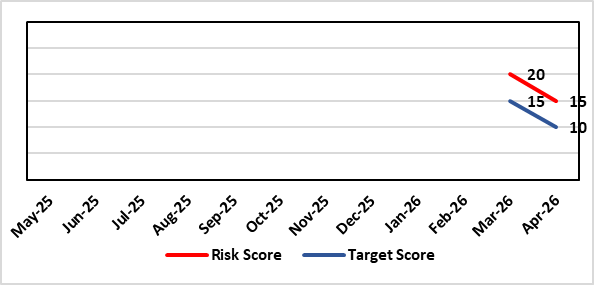 20
15 15
10
May-25 Jun-25 Jul-25 Aug-25 Sep-25 Oct-25 Nov-25 Dec-25 Jan-26 Feb-26 Mar-26 Apr-26
Risk Score Target Score